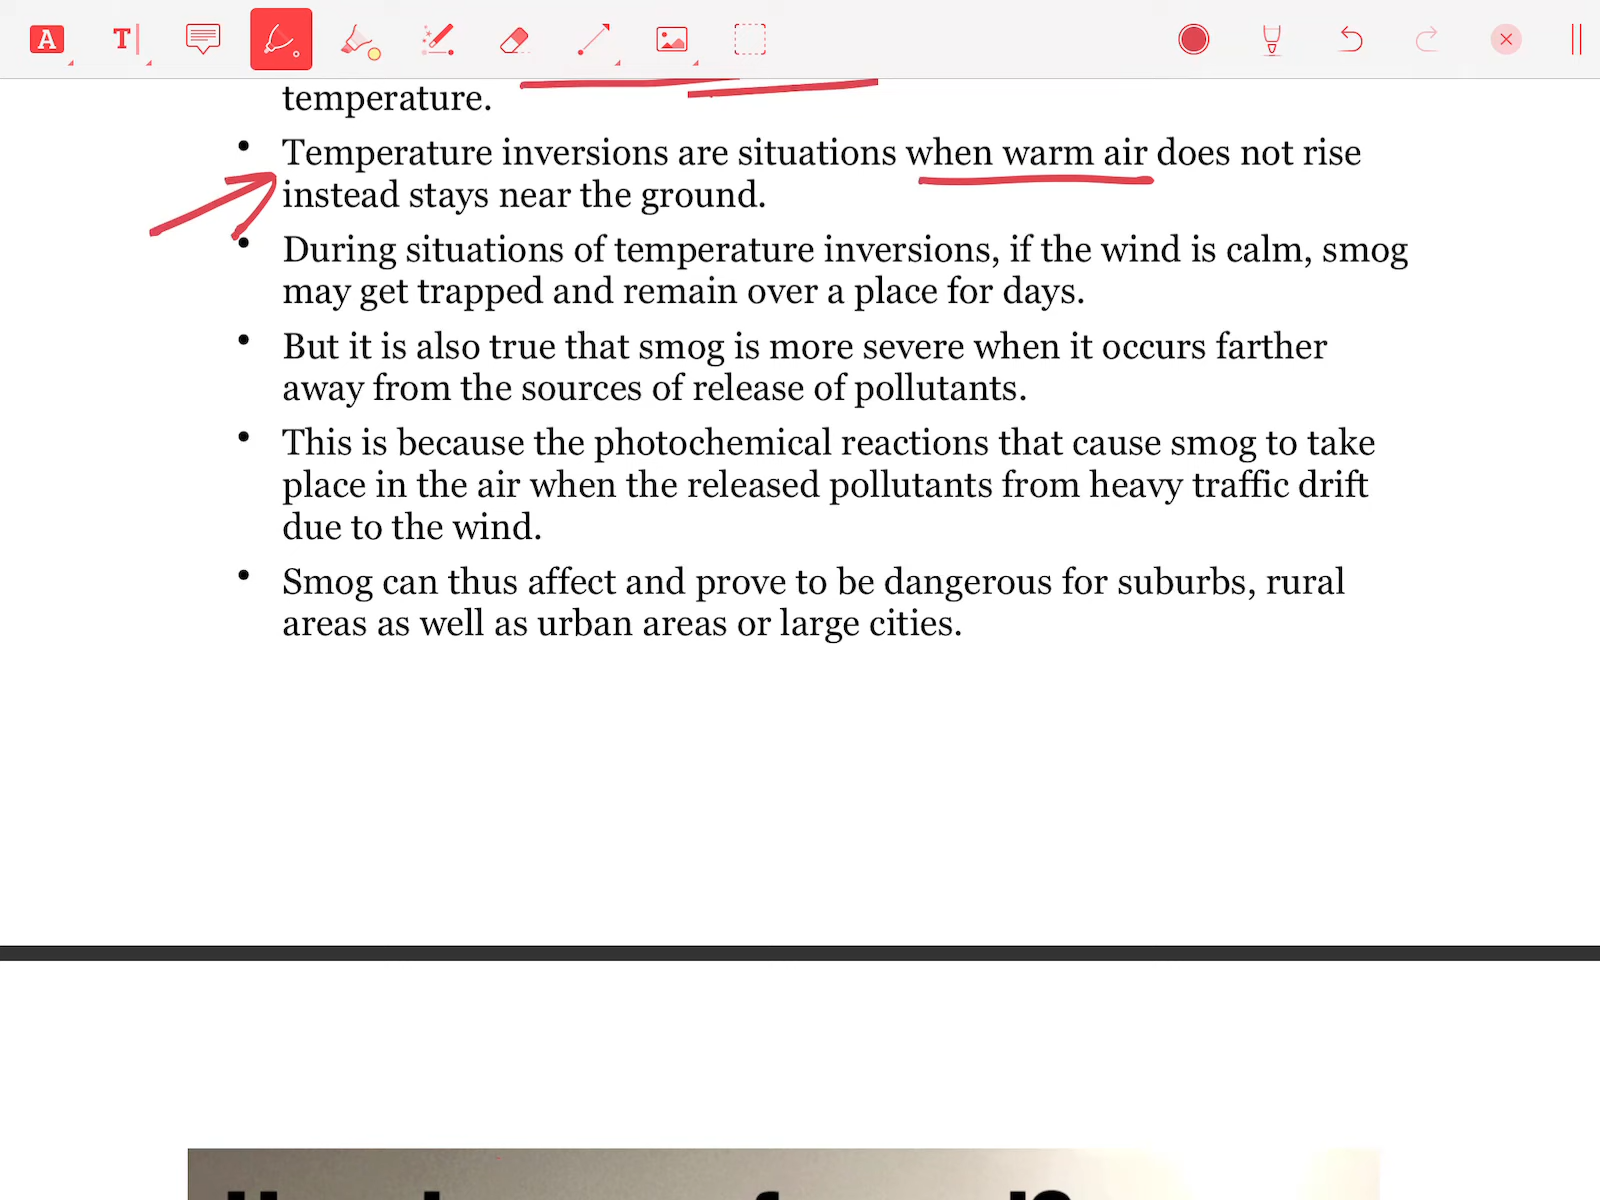 A
T
temperature.
• Temperature inversions are situations when warm air does not rise
instead stays near the ground.
• During situations of temperature inversions, if the wind is calm, smog
may get trapped and remain over a place for days.
• But it is also true that smog is more severe when it occurs farther
away from the sources of release of pollutants.
• This is because the photochemical reactions that cause smog to take
place in the air when the released pollutants from heavy traffic drift
due to the wind.
• Smog can thus affect and prove to be dangerous for suburbs, rural
areas as well as urban areas or large cities.